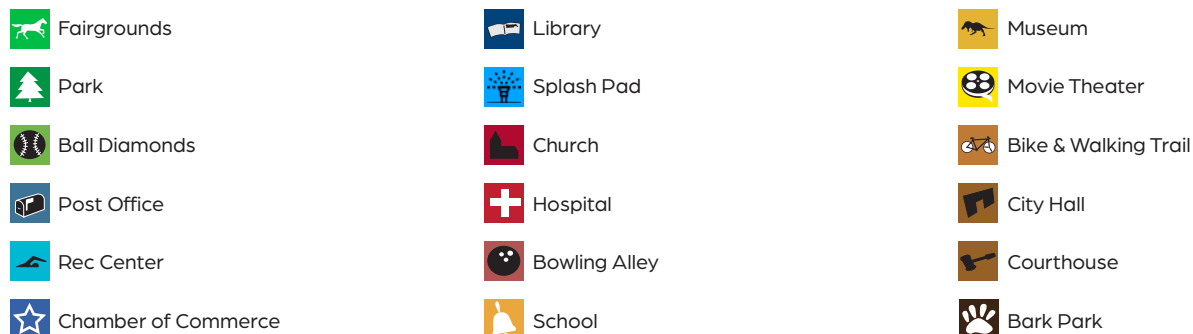 Fairgrounds
Park
Ball Diamonds
Post Office
Rec Center
Chamber of Commerce
Library
Splash Pad
Church
Hospital
Bowling Alley
School
Museum
Movie Theater
Bike & Walking Trail
City Hall
Courthouse
Bark Park